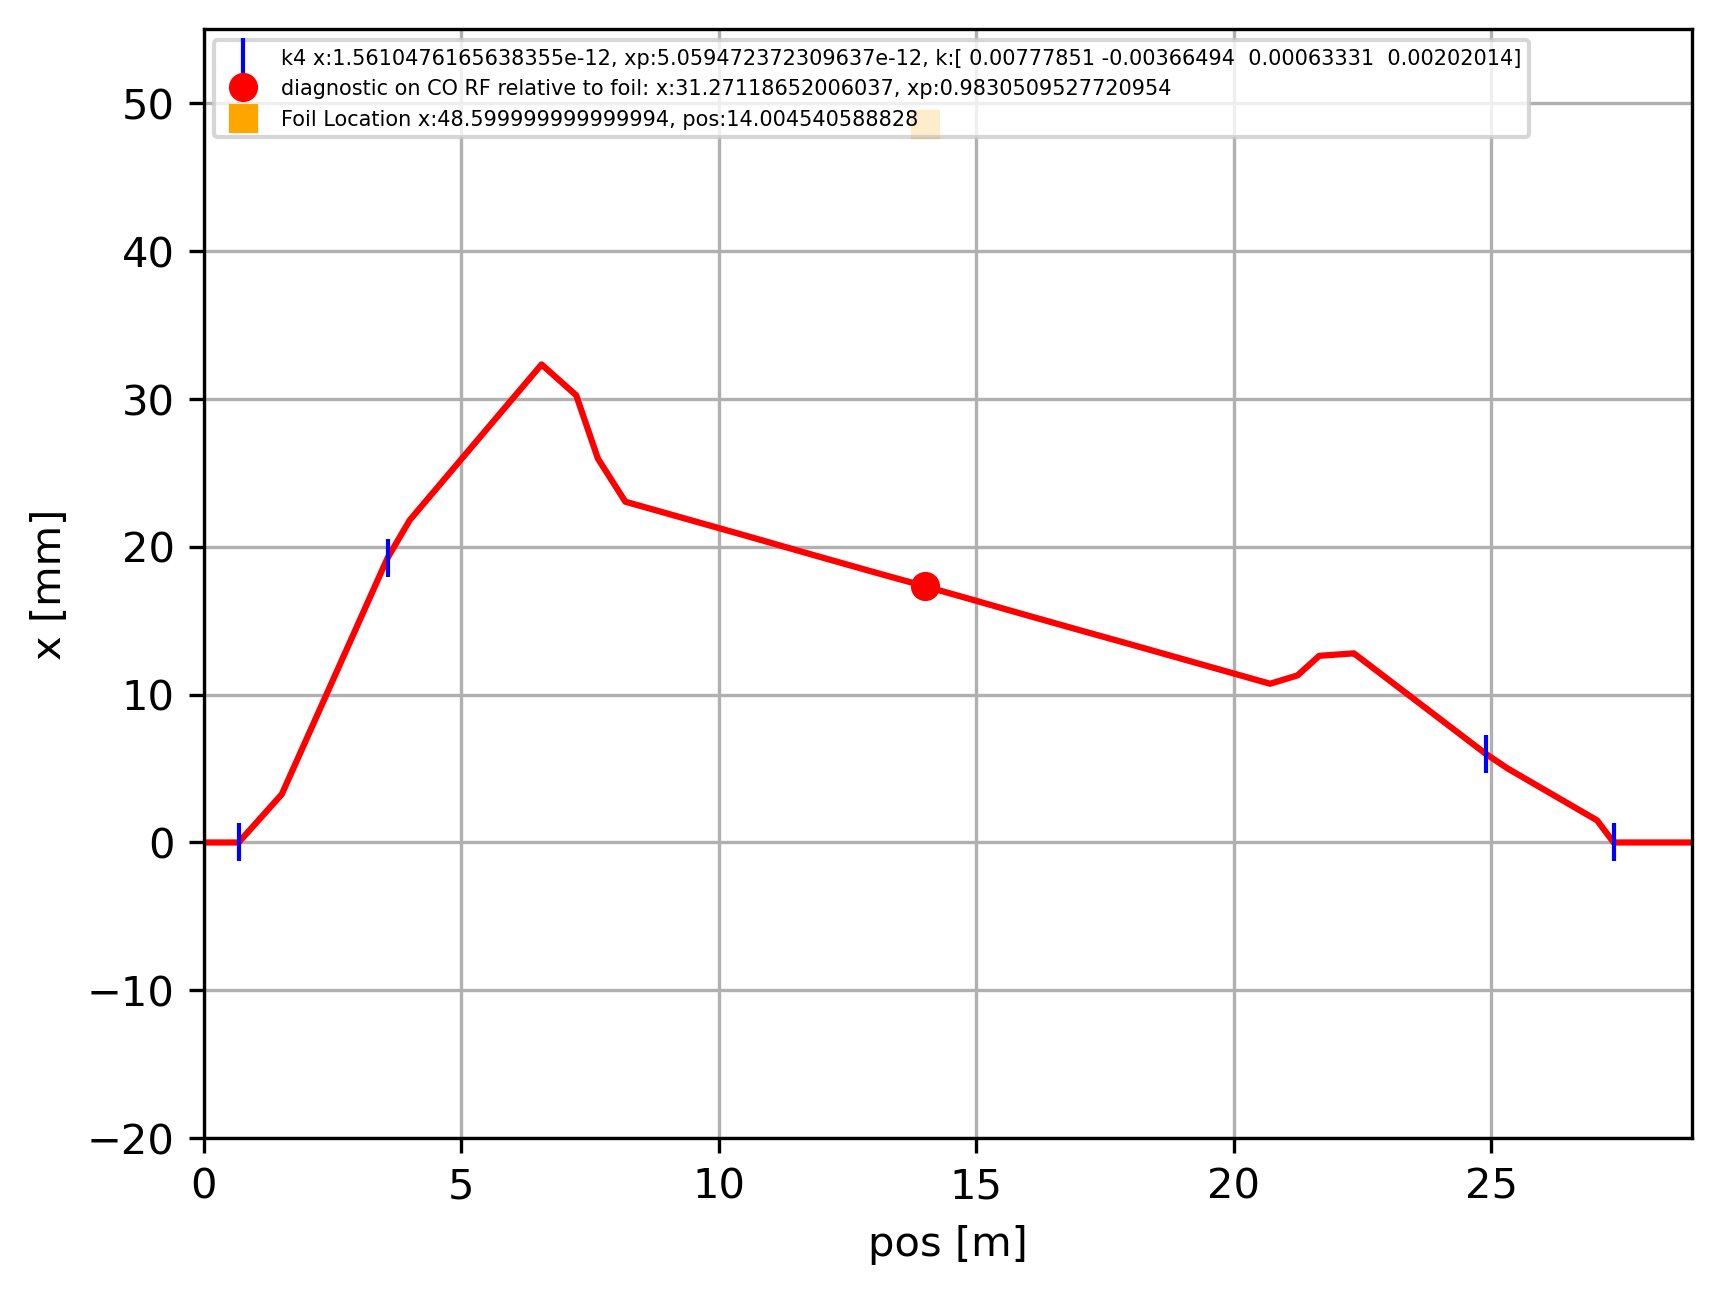 k4 x:1.5610476165638355e-12, xp:5.059472372309637e-12, k:[ 0.00777851 -0.00366494  0.00063331  0.00202014]
diagnostic on CO RF relative to foil: x:31.27118652006037, xp:0.9830509527720954
Foil Location x:48.599999999999994, pos:14.004540588828
50
40
30
20
10
0
−10
−20
x [mm]
0 5 10 15 20 25
pos [m]